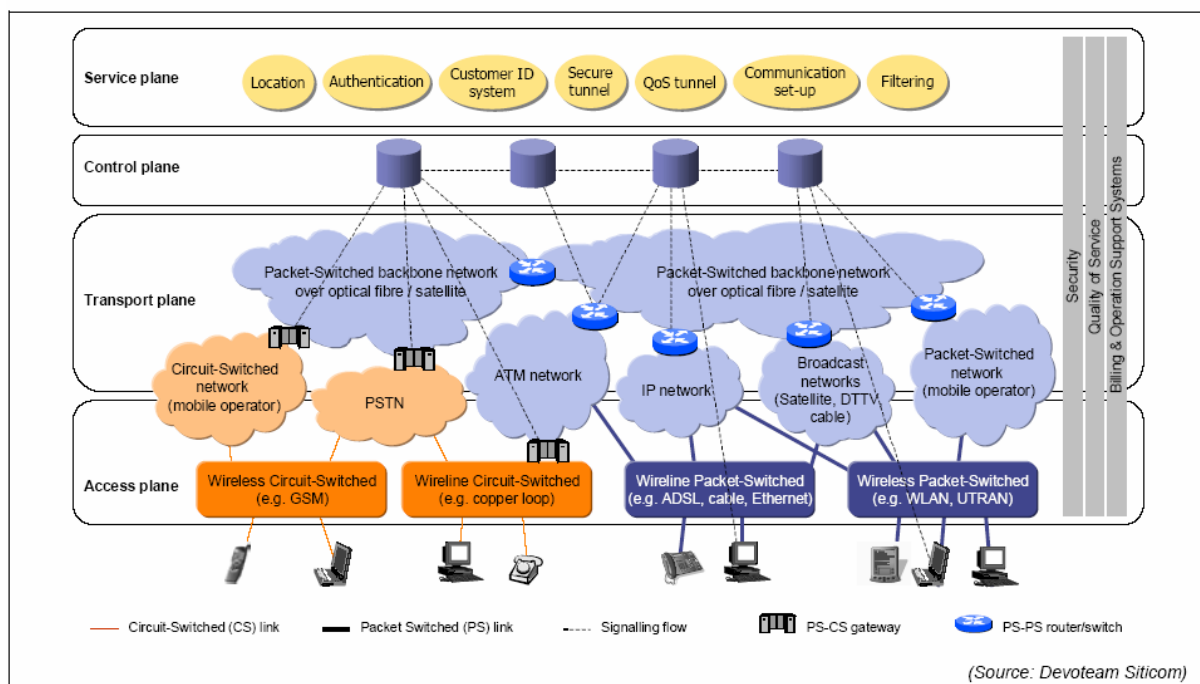 Service plane
Location
Authentication
Customer ID
system
Secure
tunnel
QoS tunnel
Communication
set-up
Filtering
Control plane
Transport plane
Packet-Switched backbone network
over optical fibre / satellite
Packet-Switched backbone network
over optical fibre / satellite
Circuit-Switched
network
(mobile operator)
PSTN
ATM network
IP network
Broadcast
networks
(Satellite, DTTV,
cable)
Packet-Switched
network
(mobile operator)
Access plane
Wireless Circuit-Switched
(e.g. GSM)
Wireline Circuit-Switched
(e.g. copper loop)
Wireline Packet-Switched
(e.g. ADSL, cable, Ethernet)
Wireless Packet-Switched
(e.g. WLAN, UTRAN)
Security
Quality of Service
Billing & Operation Support Systems
Circuit-Switched (CS) link
Packet Switched (PS) link
Signalling flow
PS-CS gateway
PS-PS router/switch
(Source: Devoteam Siticom)